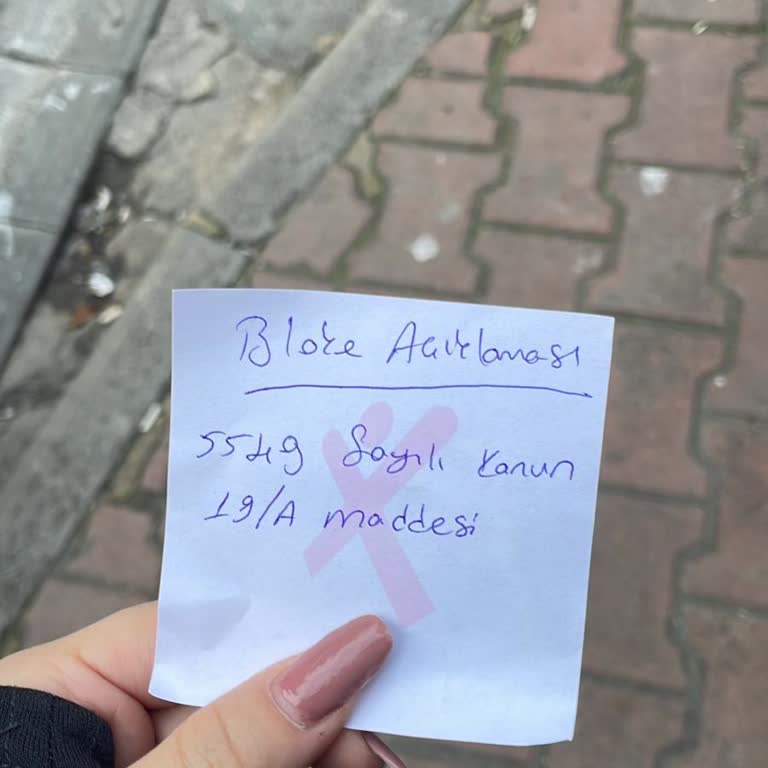 Bloke Açıklaması
5549 Sayılı Kanun
19/A maddesi